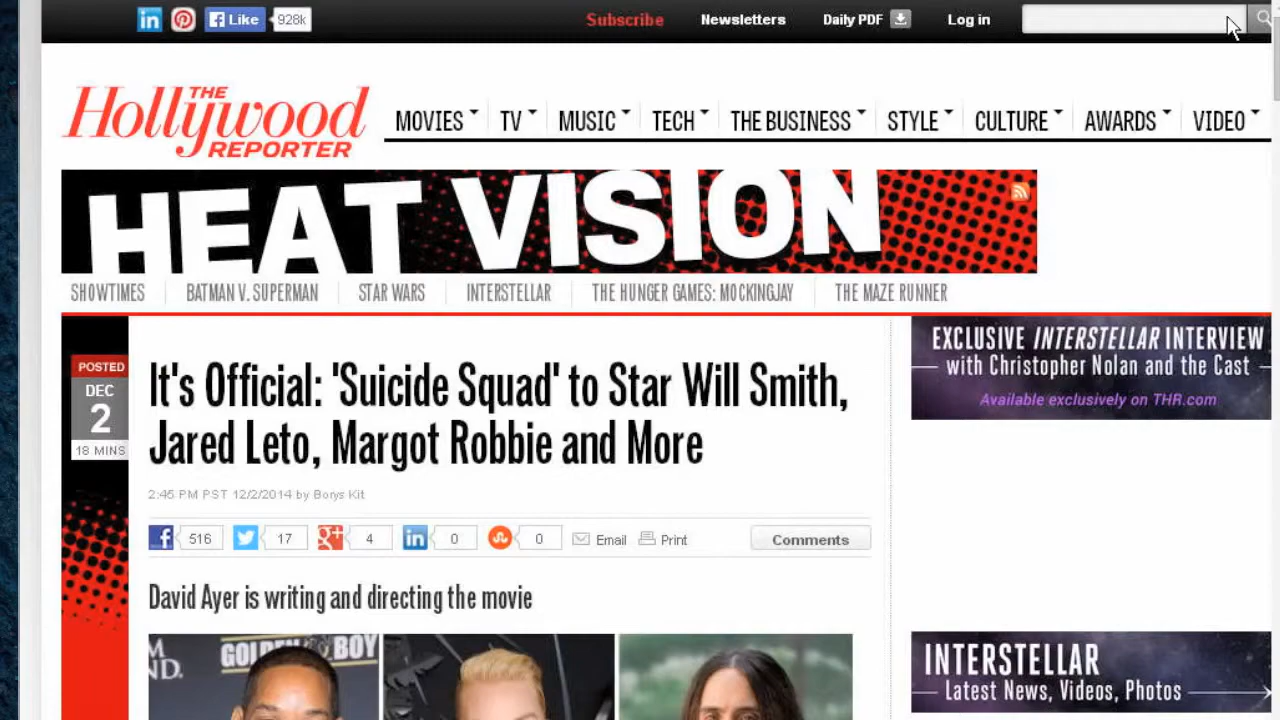 Like 928k Subscribe Newsletters Daily PDF Log in
THE
Hollywood
REPORTER
MOVIES TV MUSIC TECH THE BUSINESS STYLE CULTURE AWARDS VIDEO
HEAT VISION
SHOWTIMES BATMAN V. SUPERMAN STAR WARS INTERSTELLAR THE HUNGER GAMES: MOCKINGJAY THE MAZE RUNNER
POSTED
DEC
2
18 MINS
It's Official: 'Suicide Squad' to Star Will Smith,
Jared Leto, Margot Robbie and More
2:45 PM PST 12/2/2014 by Borys Kit
516 17 4 0 0 Email Print Comments
David Ayer is writing and directing the movie
GOLDEN BOY
ND.
EXCLUSIVE INTERSTELLAR INTERVIEW
with Christopher Nolan and the Cast
Available exclusively on THR.com
INTERSTELLAR
Latest News, Videos, Photos